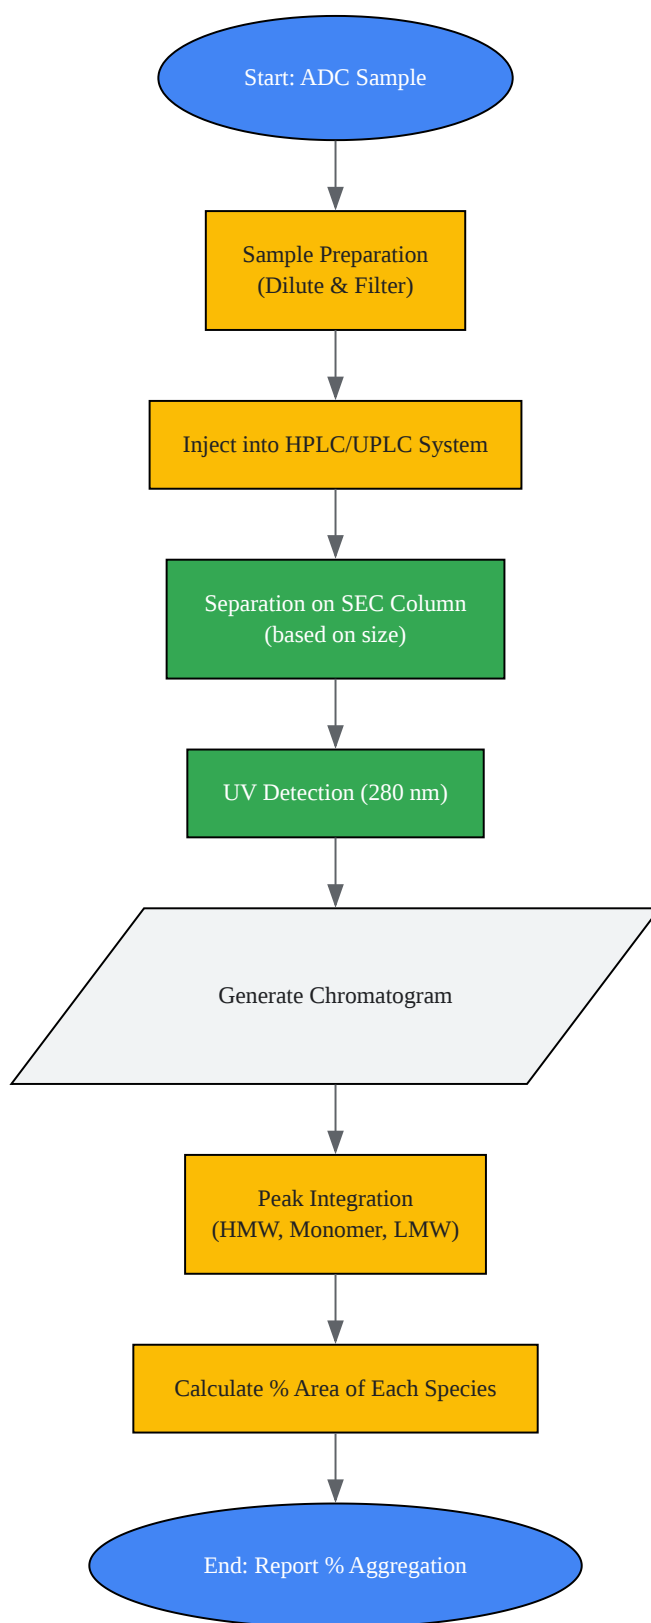 Start: ADC Sample
Sample Preparation
(Dilute & Filter)
Inject into HPLC/UPLC System
Separation on SEC Column
(based on size)
UV Detection (280 nm)
Generate Chromatogram
Peak Integration
(HMW, Monomer, LMW)
Calculate % Area of Each Species
End: Report % Aggregation